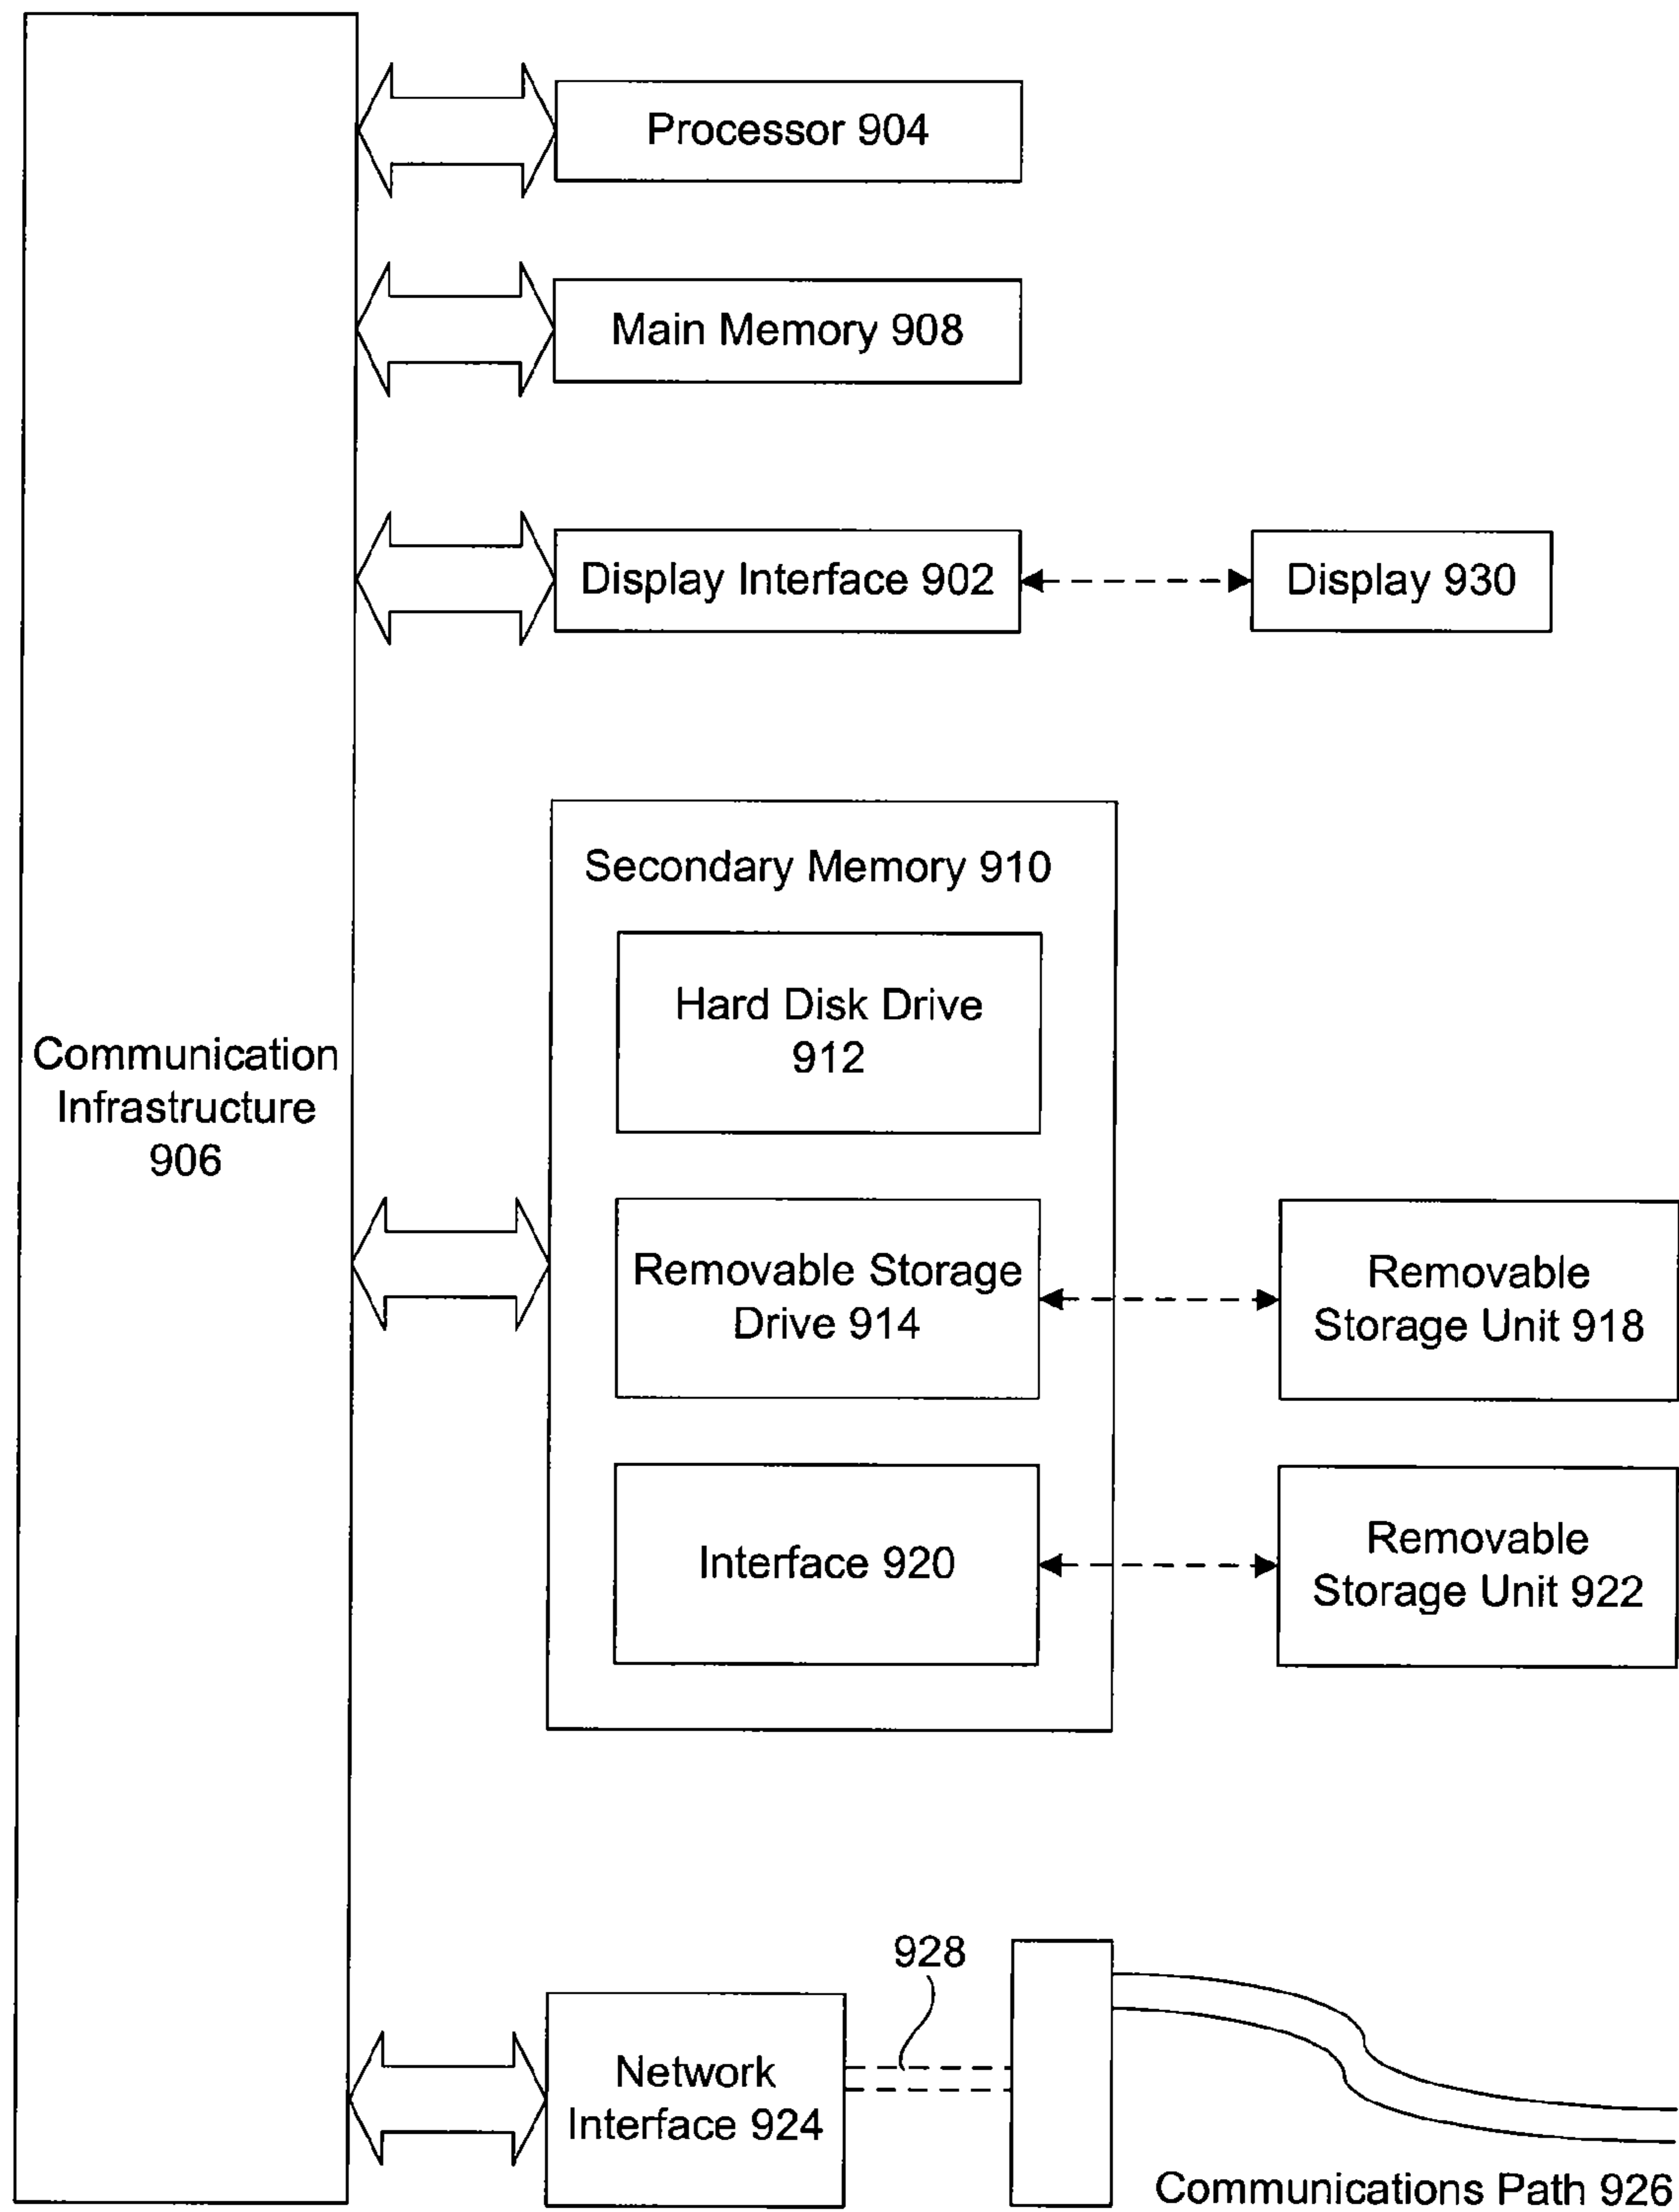 Processor 904
Main Memory 908
Display Interface 902
Display 930
Secondary Memory 910
Hard Disk Drive
912
Communication
Infrastructure
906
Removable Storage
Drive 914
Removable
Storage Unit 918
Interface 920
Removable
Storage Unit 922
928
Network
Interface 924
Communications Path 926